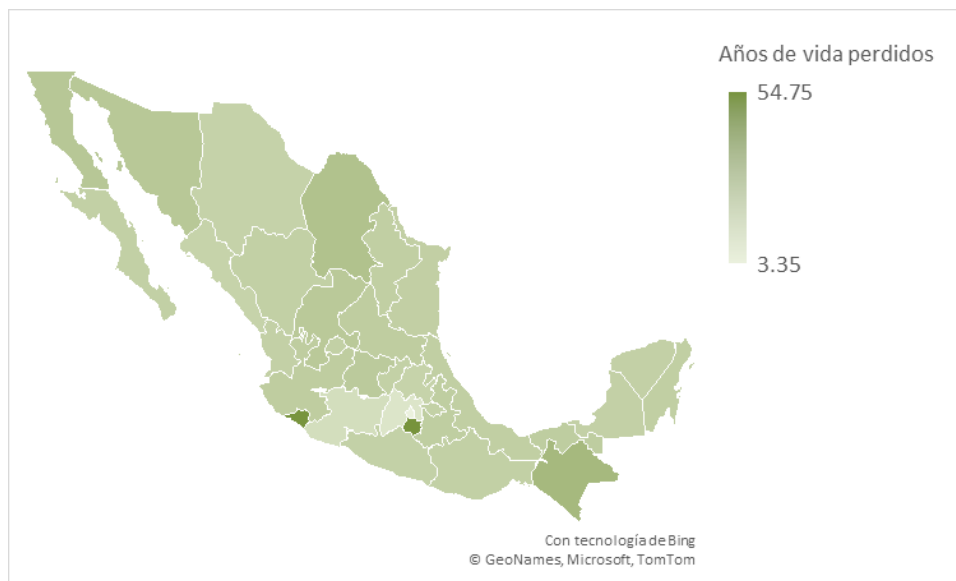 Años de vida perdidos
54.75
3.35
Con tecnología de Bing
© GeoNames, Microsoft, TomTom